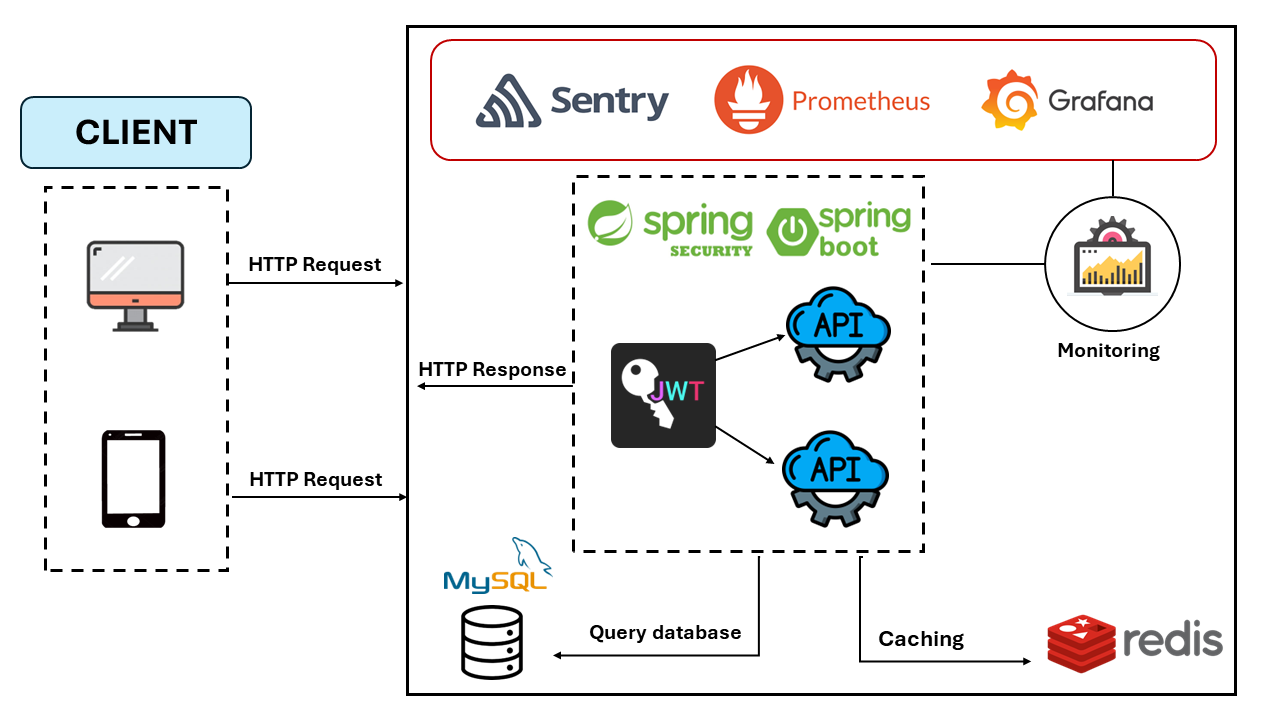 Sentry
Prometheus
Grafana
CLIENT
spring
SECURITY
spring
boot
HTTP Request
API
Monitoring
HTTP Response
JWT
API
HTTP Request
MySQL
Query database
Caching
redis